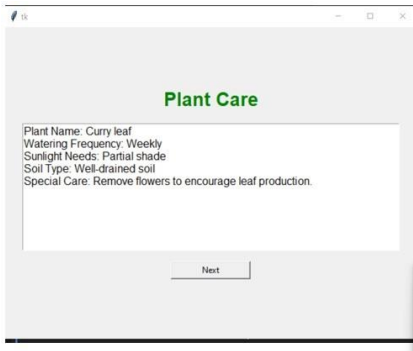 tk
Plant Care
Plant Name: Curry leaf
Watering Frequency: Weekly
Sunlight Needs: Partial shade
Soil Type: Well-drained soil
Special Care: Remove flowers to encourage leaf production.
Next